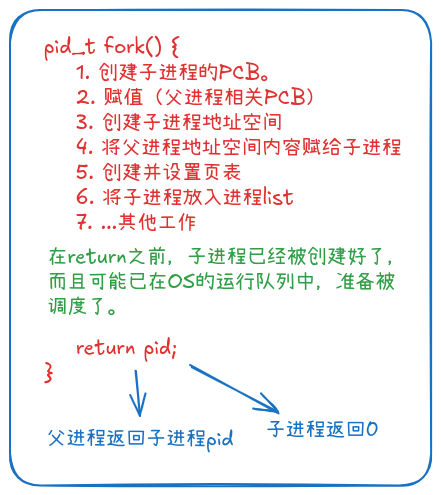 pid_t fork() {
1. 创建子进程的PCB。
2. 赋值（父进程相关PCB）
3. 创建子进程地址空间
4. 将父进程地址空间内容赋给子进程
5. 创建并设置页表
6. 将子进程放入进程list
7. ...其他工作
在return之前，子进程已经被创建好了，
而且可能已在OS的运行队列中，准备被
调度了。
return pid;
}
父进程返回子进程pid
子进程返回0